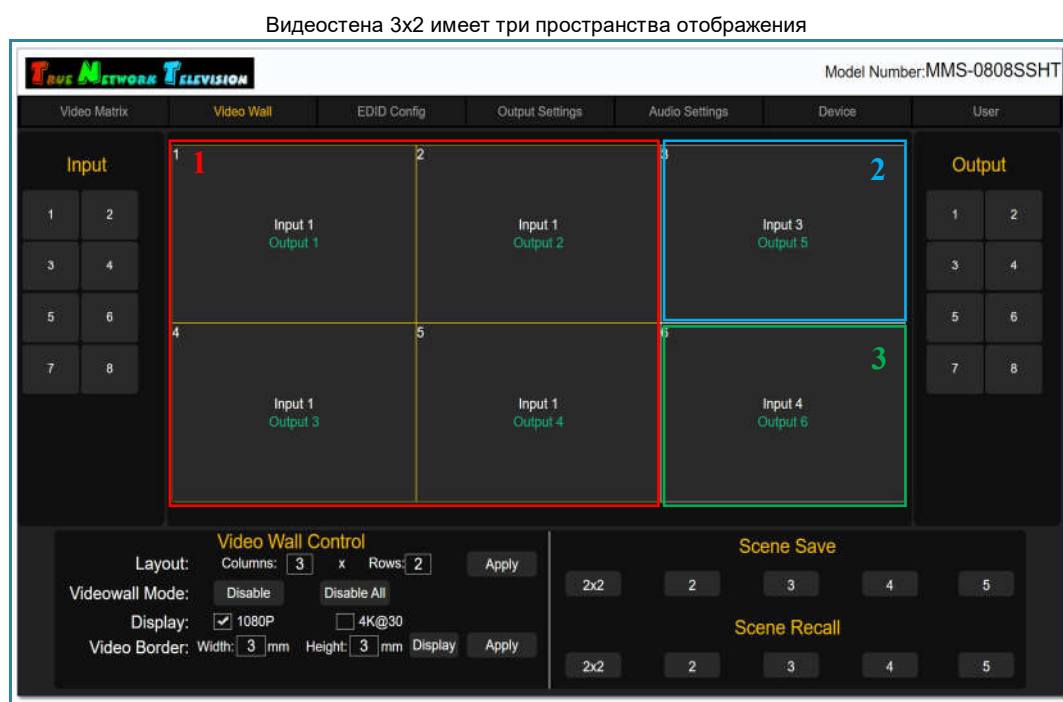 Видеостена 3x2 имеет три пространства отображения
TRUE NETWORK TELEVISION
Model Number:MMS-0808SSHT
Video Matrix Video Wall EDID Config Output Settings Audio Settings Device User
Input
1 2
3 4
5 6
7 8
1 1
Input 1
Output 1
2
Input 1
Output 2
3 2
Input 3
Output 5
4
Input 1
Output 3
5
Input 1
Output 4
6 3
Input 4
Output 6
Output
1 2
3 4
5 6
7 8
Video Wall Control
Layout: Columns: 3 x Rows: 2 Apply
Videowall Mode: Disable Disable All
Display: 1080P 4K@30
Video Border: Width: 3 mm Height: 3 mm Display Apply
Scene Save
2x2 2 3 4 5
Scene Recall
2x2 2 3 4 5